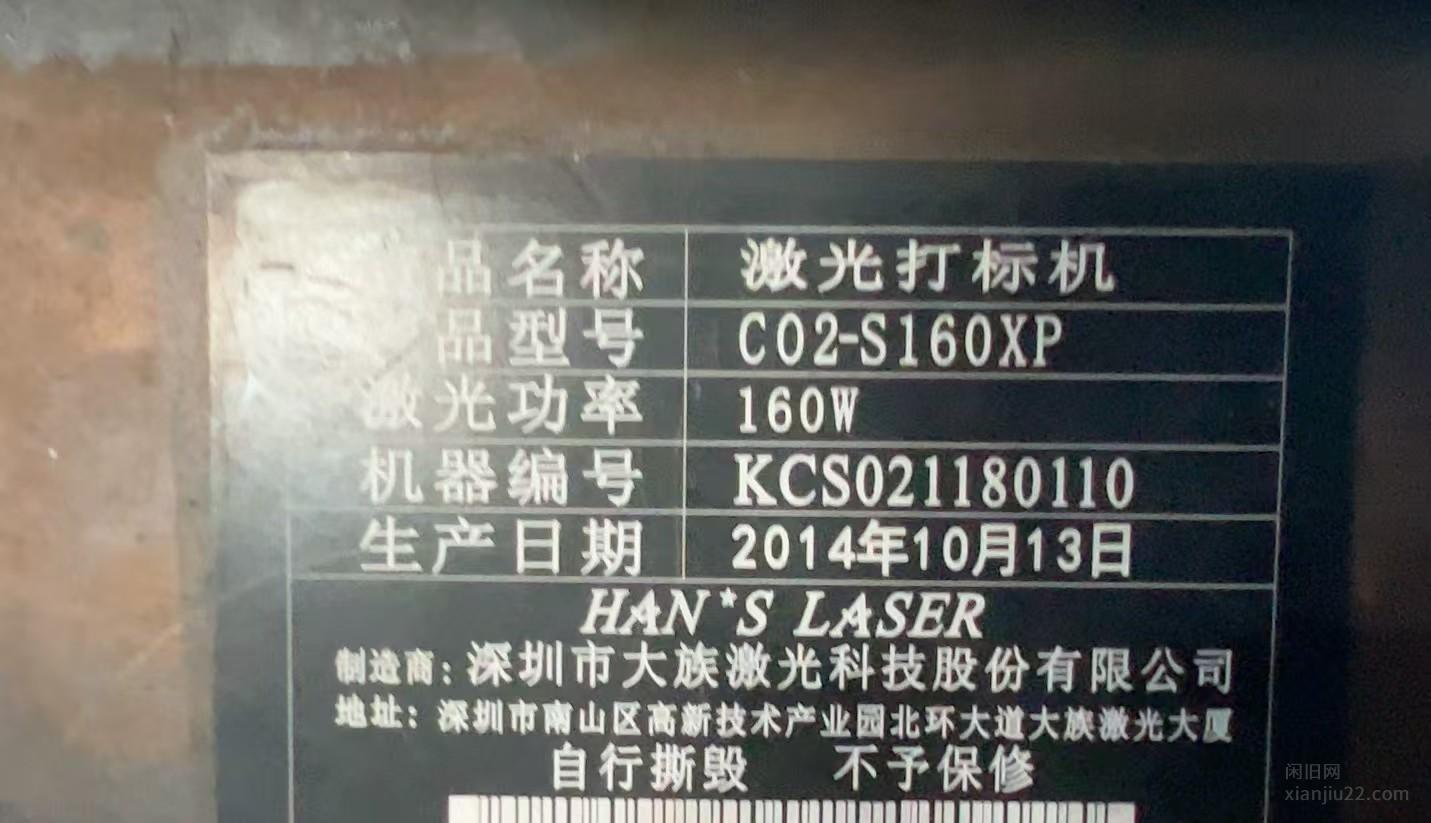 品名称 激光打标机
品型号 CO2-S160XP
激光功率 160W
机器编号 KCS021180110
生产日期 2014年10月13日
HAN*S LASER
制造商：深圳市大族激光科技股份有限公司
地址：深圳市南山区高新技术产业园北环大道大族激光大厦
自行撕毁 不予保修
闲旧网
xianjiu22.com